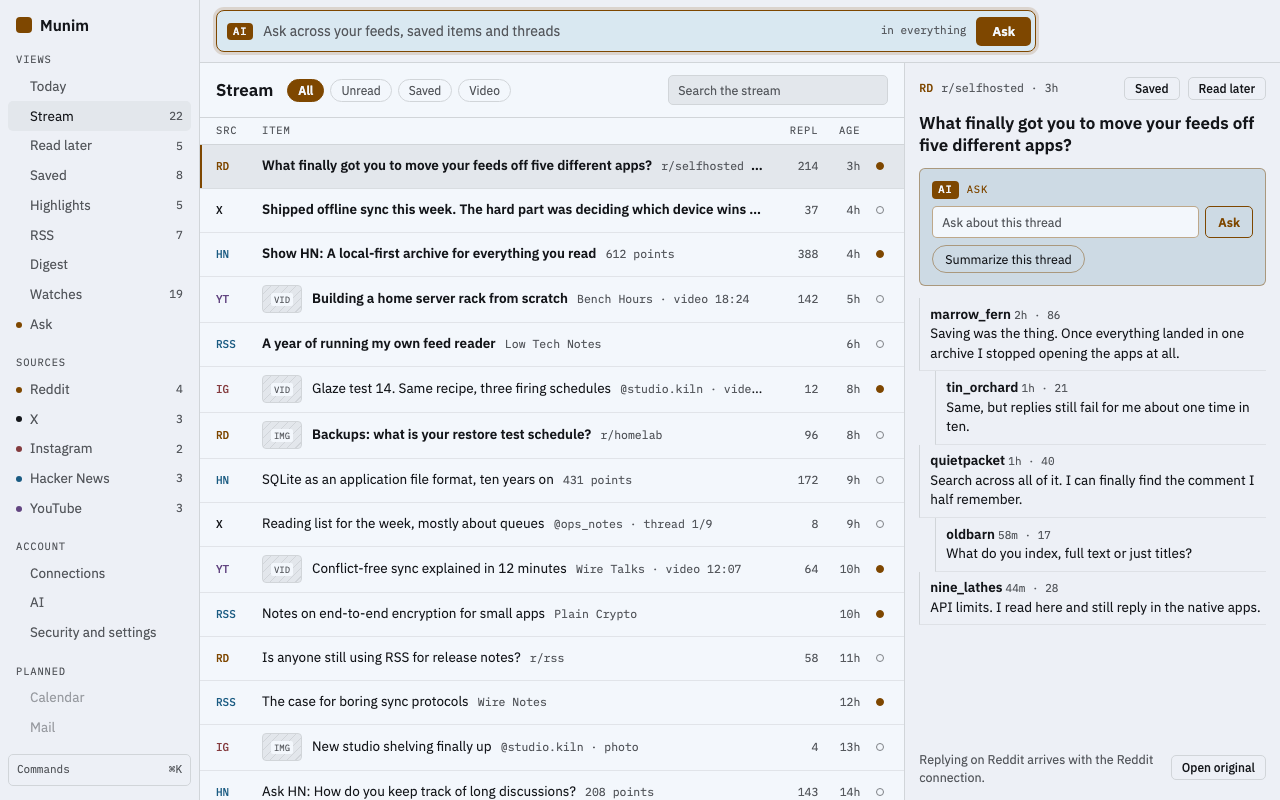 Munim
VIEWS
Today
Stream 22
Read later 5
Saved 8
Highlights 5
RSS 7
Digest
Watches 19
Ask
SOURCES
Reddit 4
X 3
Instagram 2
Hacker News 3
YouTube 3
ACCOUNT
Connections
AI
Security and settings
PLANNED
Calendar
Mail
Commands ⌘K
AI Ask across your feeds, saved items and threads in everything Ask
Stream All Unread Saved Video Search the stream
SRC ITEM REPL AGE
RD What finally got you to move your feeds off five different apps? r/selfhosted … 214 3h
X Shipped offline sync this week. The hard part was deciding which device wins … 37 4h
HN Show HN: A local-first archive for everything you read 612 points 388 4h
YT VID Building a home server rack from scratch Bench Hours · video 18:24 142 5h
RSS A year of running my own feed reader Low Tech Notes 6h
IG VID Glaze test 14. Same recipe, three firing schedules @studio.kiln · vide… 12 8h
RD IMG Backups: what is your restore test schedule? r/homelab 96 8h
HN SQLite as an application file format, ten years on 431 points 172 9h
X Reading list for the week, mostly about queues @ops_notes · thread 1/9 8 9h
YT VID Conflict-free sync explained in 12 minutes Wire Talks · video 12:07 64 10h
RSS Notes on end-to-end encryption for small apps Plain Crypto 10h
RD Is anyone still using RSS for release notes? r/rss 58 11h
RSS The case for boring sync protocols Wire Notes 12h
IG IMG New studio shelving finally up @studio.kiln · photo 4 13h
HN Ask HN: How do you keep track of long discussions? 208 points 143 14h
RD r/selfhosted · 3h Saved Read later
What finally got you to move your feeds off
five different apps?
AI ASK
Ask about this thread Ask
Summarize this thread
marrow_fern 2h · 86
Saving was the thing. Once everything landed in one
archive I stopped opening the apps at all.
tin_orchard 1h · 21
Same, but replies still fail for me about one time in
ten.
quietpacket 1h · 40
Search across all of it. I can finally find the comment I
half remember.
oldbarn 58m · 17
What do you index, full text or just titles?
nine_lathes 44m · 28
API limits. I read here and still reply in the native apps.
Replying on Reddit arrives with the Reddit
connection.
Open original